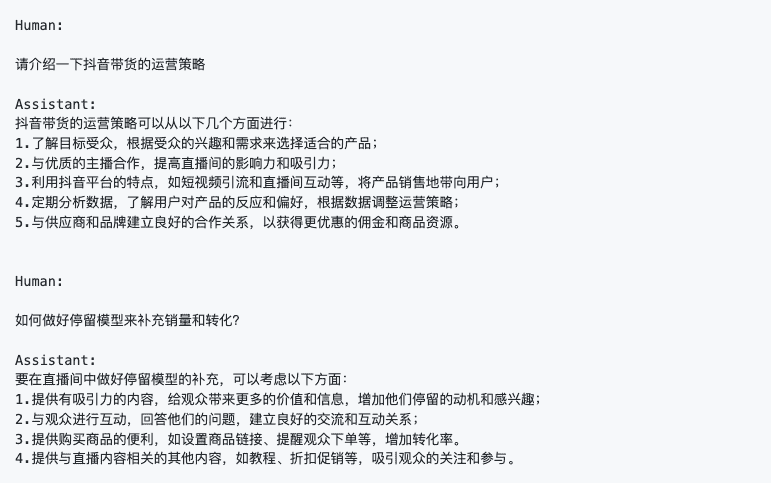 Human:
请介绍一下抖音带货的运营策略
Assistant:
抖音带货的运营策略可以从以下几个方面进行：
1.了解目标受众，根据受众的兴趣和需求来选择适合的产品；
2.与优质的主播合作，提高直播间的影响力和吸引力；
3.利用抖音平台的特点，如短视频引流和直播间互动等，将产品销售地带向用户；
4.定期分析数据，了解用户对产品的反应和偏好，根据数据调整运营策略；
5.与供应商和品牌建立良好的合作关系，以获得更优惠的佣金和商品资源。
Human:
如何做好停留模型来补充销量和转化?
Assistant:
要在直播间中做好停留模型的补充，可以考虑以下方面：
1.提供有吸引力的内容，给观众带来更多的价值和信息，增加他们停留的动机和感兴趣；
2.与观众进行互动，回答他们的问题，建立良好的交流和互动关系；
3.提供购买商品的便利，如设置商品链接、提醒观众下单等，增加转化率。
4.提供与直播内容相关的其他内容，如教程、折扣促销等，吸引观众的关注和参与。